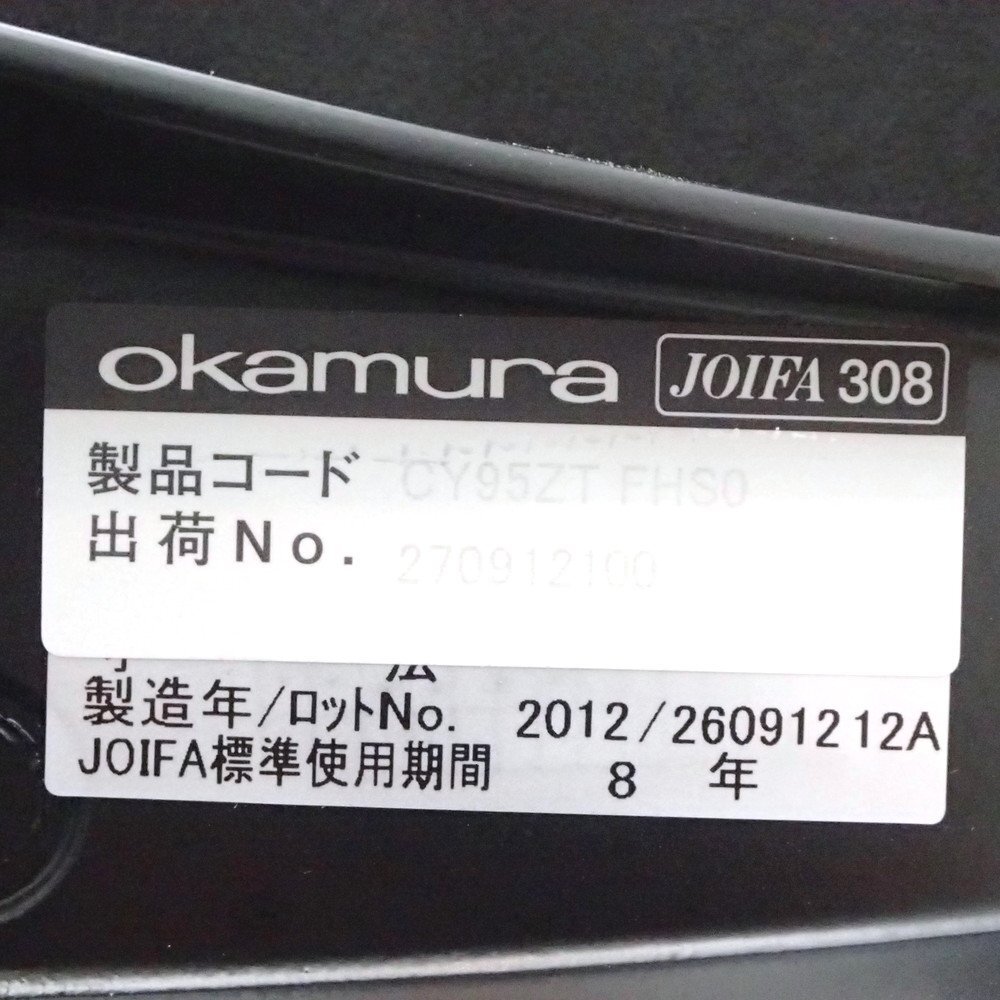 okamura JOIFA 308
製品コード CY95ZT FHS0
出荷No. 270912100
法
製造年/ロットNo. 2012/26091212A
JOIFA標準使用期間 8 年